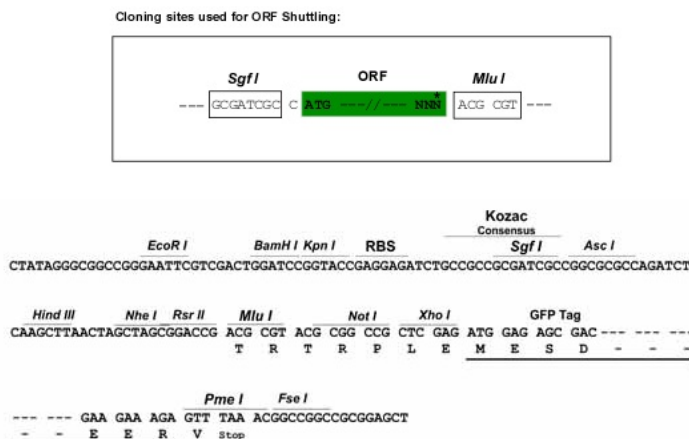 Cloning sites used for ORF Shuttling:
Sgf I ORF Mlu I
--- GCGATCGC C ATG ---//--- NNN* ACG CGT ---
Kozac
Consensus
EcoR I BamH I Kpn I RBS Sgf I Asc I
CTATAGGGCGGCCGGGAATTCGTCGACTGGATCCGGTACCGAGGAGATCTGCCGCCGCGATCGCCGGCGCGCCAGATCT
Hind III Nhe I Rsr II Mlu I Not I Xho I GFP Tag
CAAGCTTAACTAGCTAGCGGACCG ACG CGT ACG CGG CCG CTC GAG ATG GAG AGC GAC--- ---
T R T R P L E M E S D - - -
--- --- GAA GAA AGA GTT TAA ACGGCCGGCCGCGGAGCT
Pme I Fse I
- - E E R V Stop